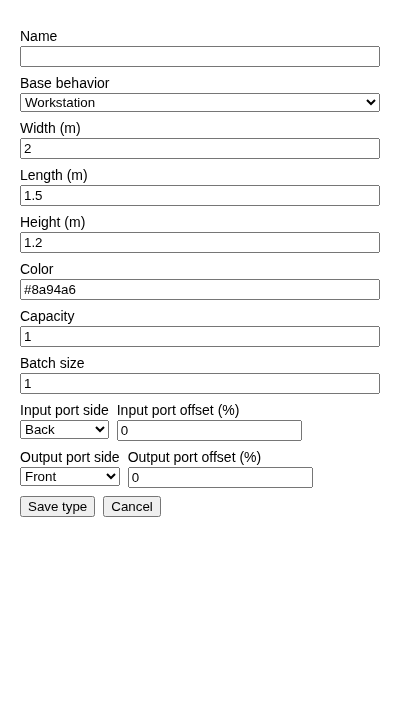 Name
Base behavior
Workstation
Width (m)
2
Length (m)
1.5
Height (m)
1.2
Color
#8a94a6
Capacity
1
Batch size
1
Input port side Input port offset (%)
Back 0
Output port side Output port offset (%)
Front 0
Save type Cancel